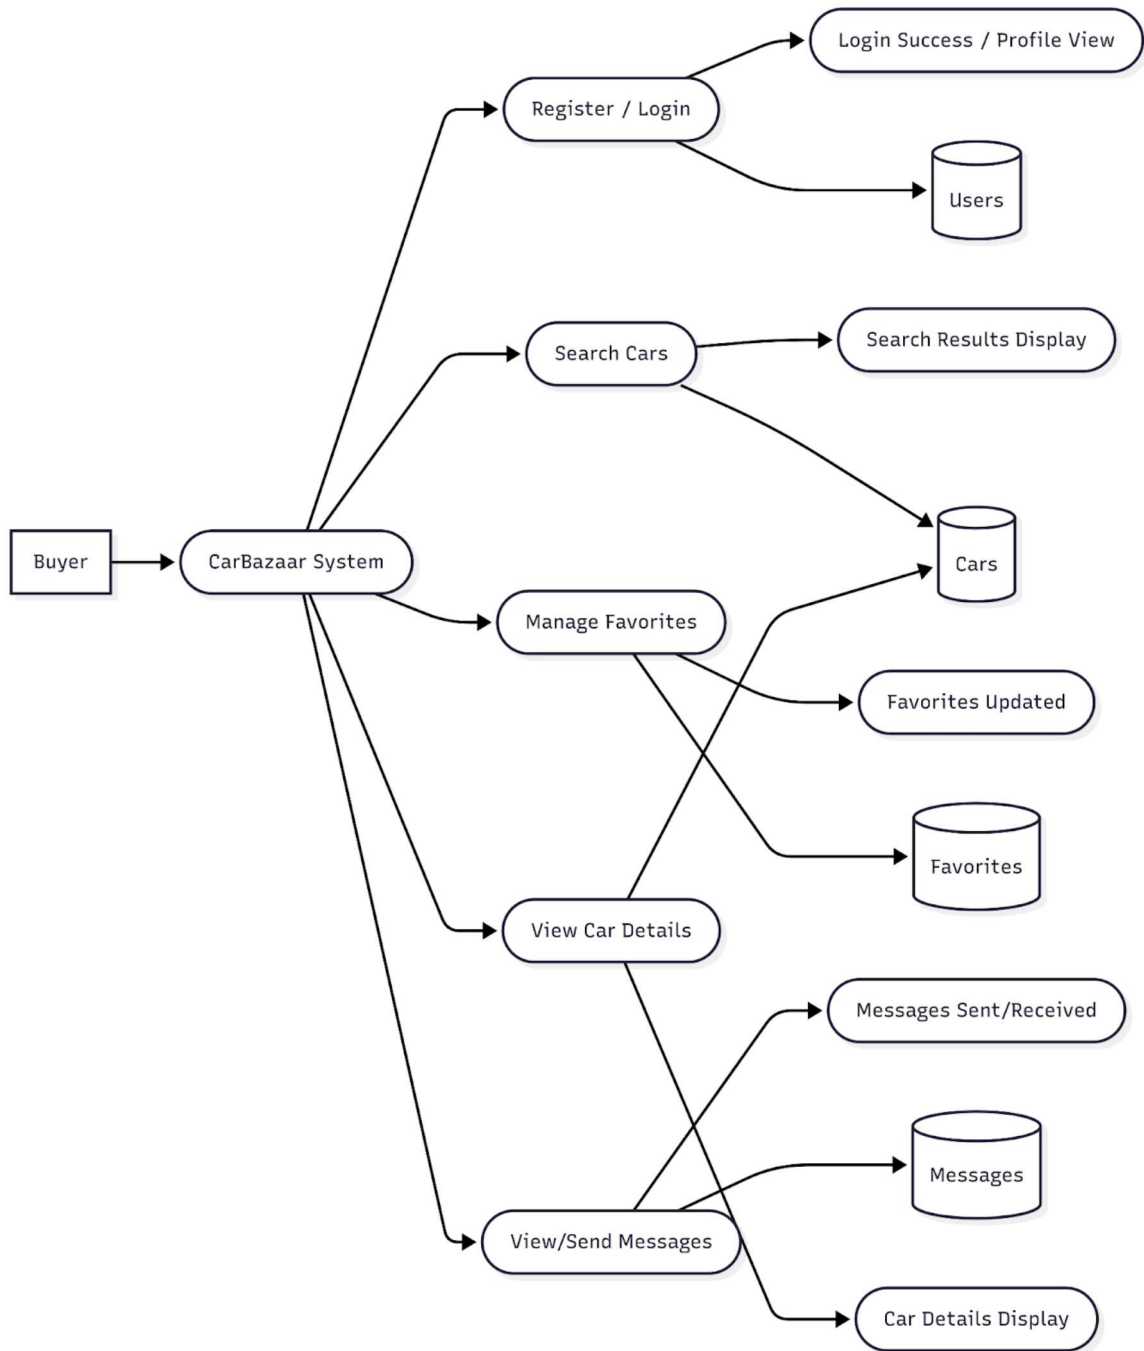 Login Success / Profile View
Register / Login
Users
Search Results Display
Search Cars
Buyer
CarBazaar System
Cars
Manage Favorites
Favorites Updated
Favorites
View Car Details
Messages Sent/Received
Messages
View/Send Messages
Car Details Display